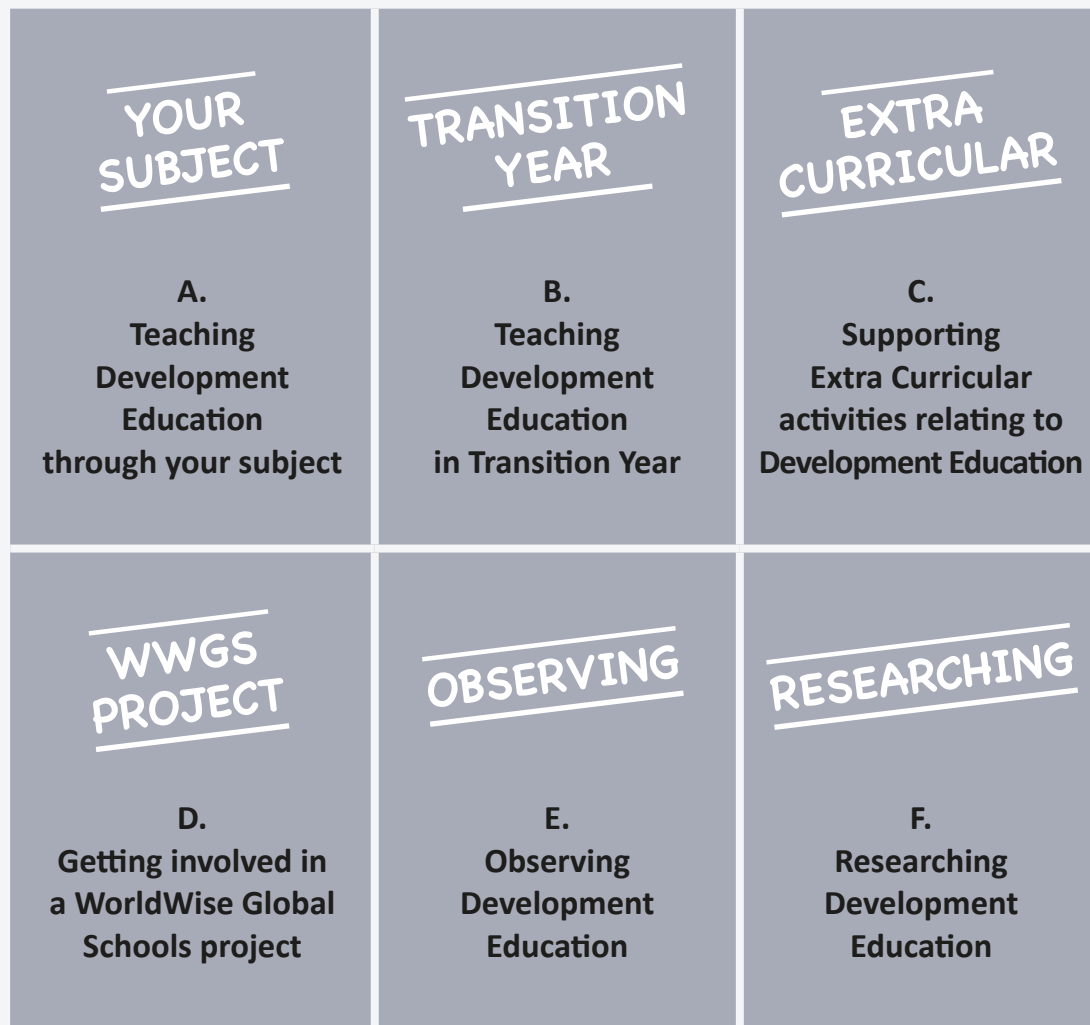 YOUR
SUBJECT
A.
Teaching
Development
Education
through your subject
TRANSITION
YEAR
B.
Teaching
Development
Education
in Transition Year
EXTRA
CURRICULAR
C.
Supporting
Extra Curricular
activities relating to
Development Education
WWGS
PROJECT
D.
Getting involved in
a WorldWise Global
Schools project
OBSERVING
E.
Observing
Development
Education
RESEARCHING
F.
Researching
Development
Education